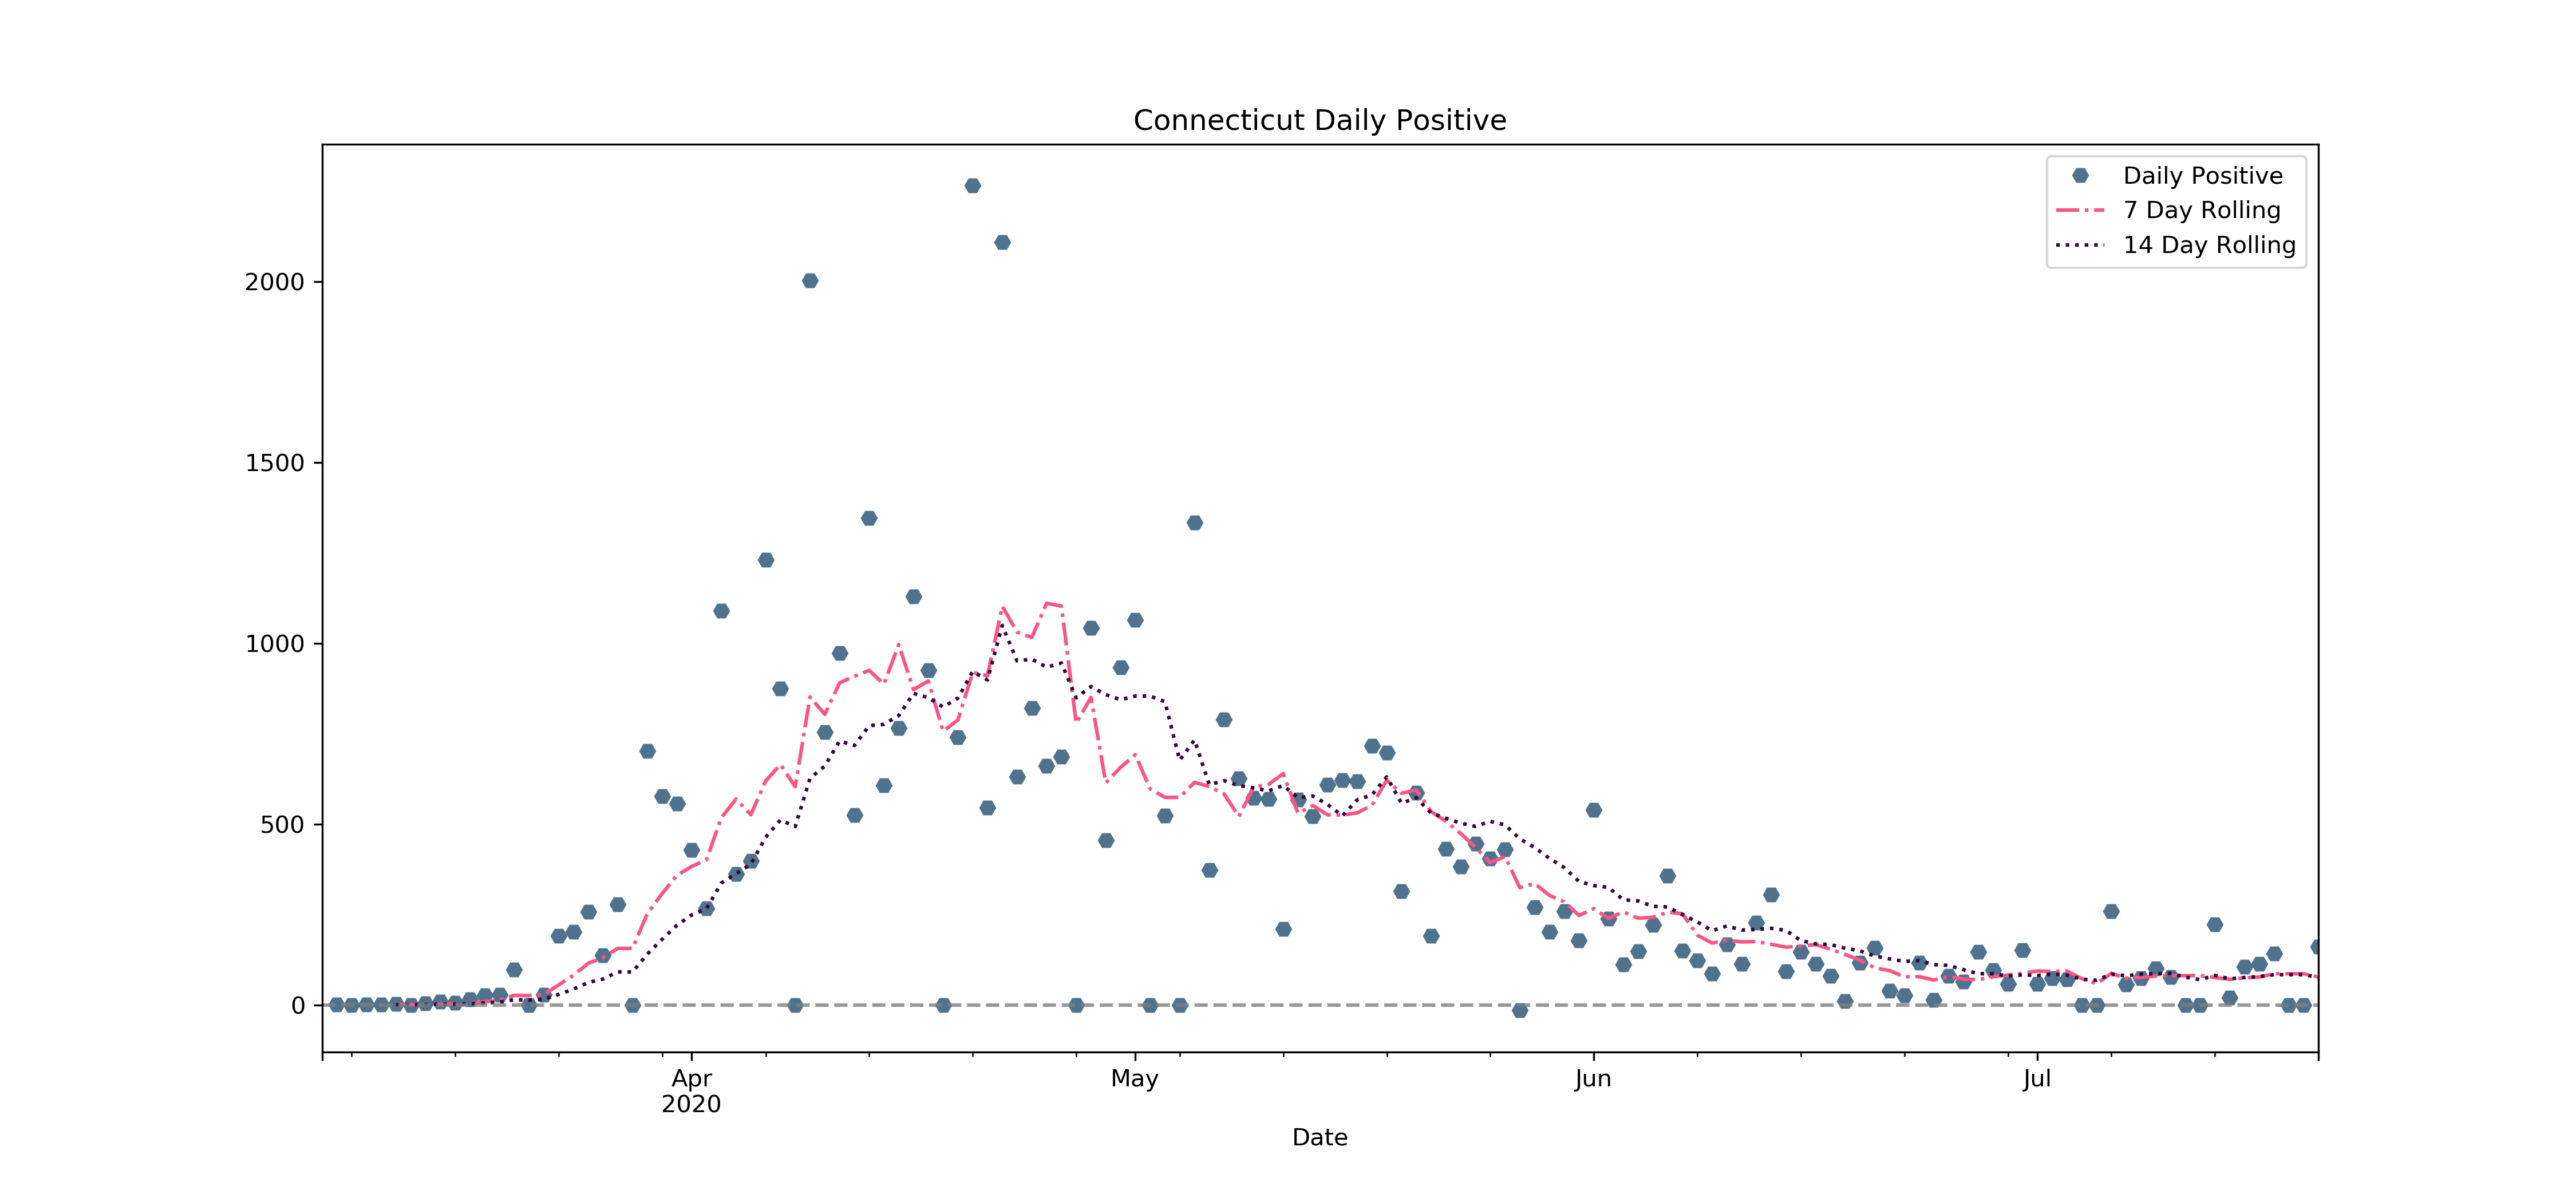 Connecticut Daily Positive
Daily Positive
7 Day Rolling
14 Day Rolling
2000
1500
1000
500
0
Apr
2020
May
Jun
Jul
Date